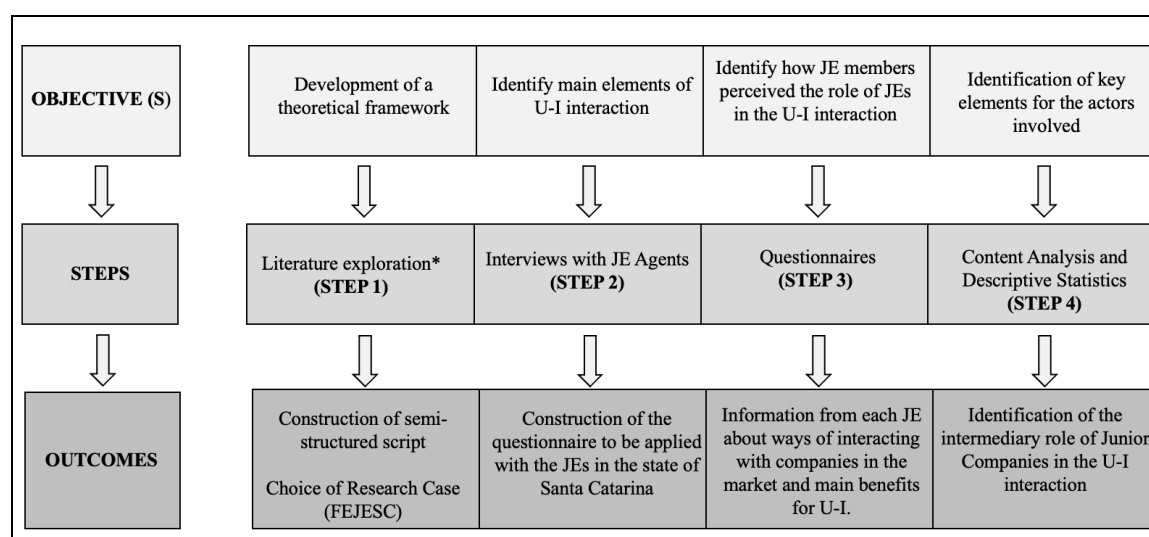 OBJECTIVE (S)
Development of a
theoretical framework
Identify main elements of
U-I interaction
Identify how JE members
perceived the role of JEs
in the U-I interaction
Identification of key
elements for the actors
involved
STEPS
Literature exploration*
(STEP 1)
Interviews with JE Agents
(STEP 2)
Questionnaires
(STEP 3)
Content Analysis and
Descriptive Statistics
(STEP 4)
OUTCOMES
Construction of semi-
structured script
Choice of Research Case
(FEJESC)
Construction of the
questionnaire to be applied
with the JEs in the state of
Santa Catarina
Information from each JE
about ways of interacting
with companies in the
market and main benefits
for U-I.
Identification of the
intermediary role of Junior
Companies in the U-I
interaction